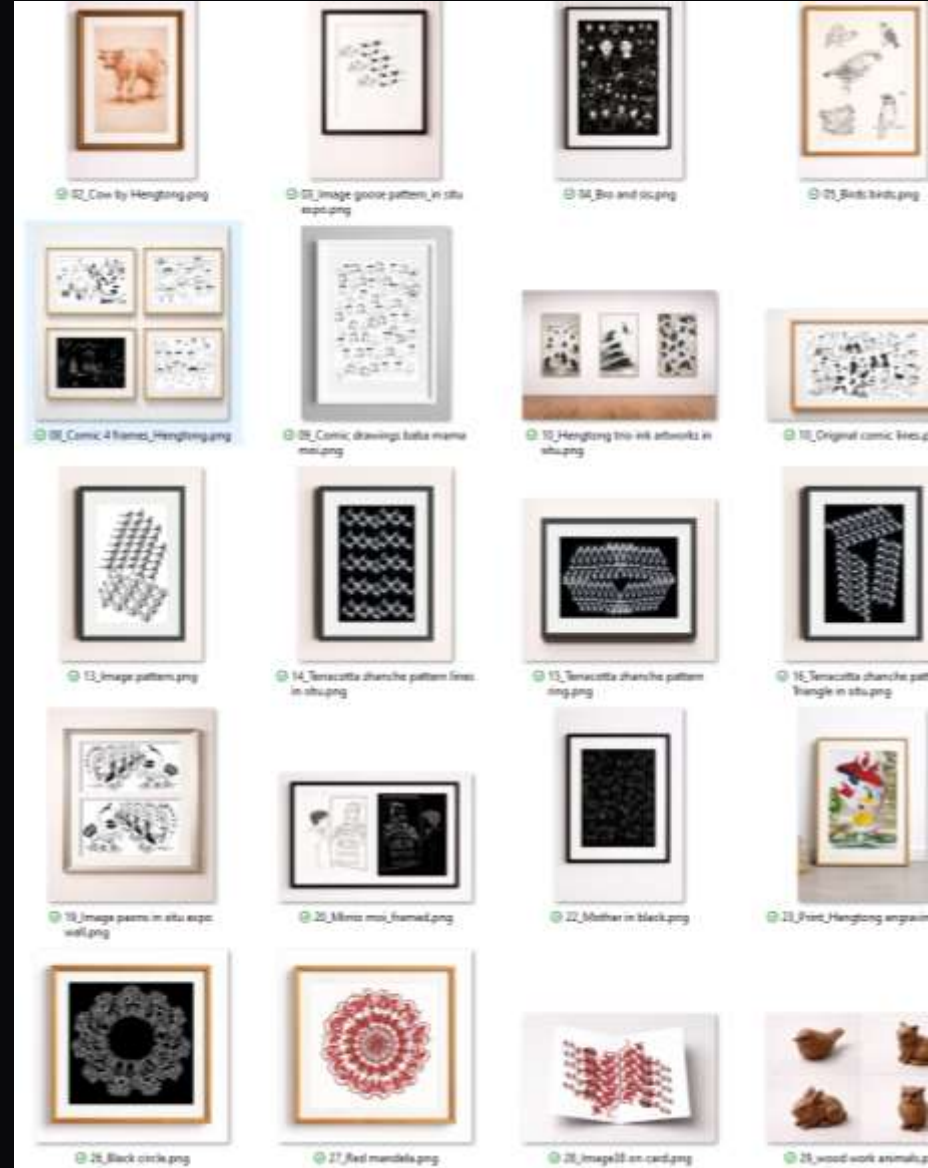 02_Cow by Hengtong.png
03_Image goose pattern_in situ
expo.png
04_Bro and sis.png
05_Birds birds.png
08_Comic 4 frames_Hengtong.png
09_Comic drawings baba mama
moi.png
10_Hengtong trio ink artworks in
situ.png
10_Original comic lines.p
13_Image pattern.png
14_Terracotta zhanche pattern lines
in situ.png
15_Terracotta zhanche pattern
ring.png
16_Terracotta zhanche patt
Triangle in situ.png
19_Image in situ expo
wall.png
20_Mimio moi_framed.png
22_Mother in black.png
23_Print_Hengtong engravin
26_Black circle.png
27_Red mandela.png
28_Image28 on card.png
29_wood work animals.p